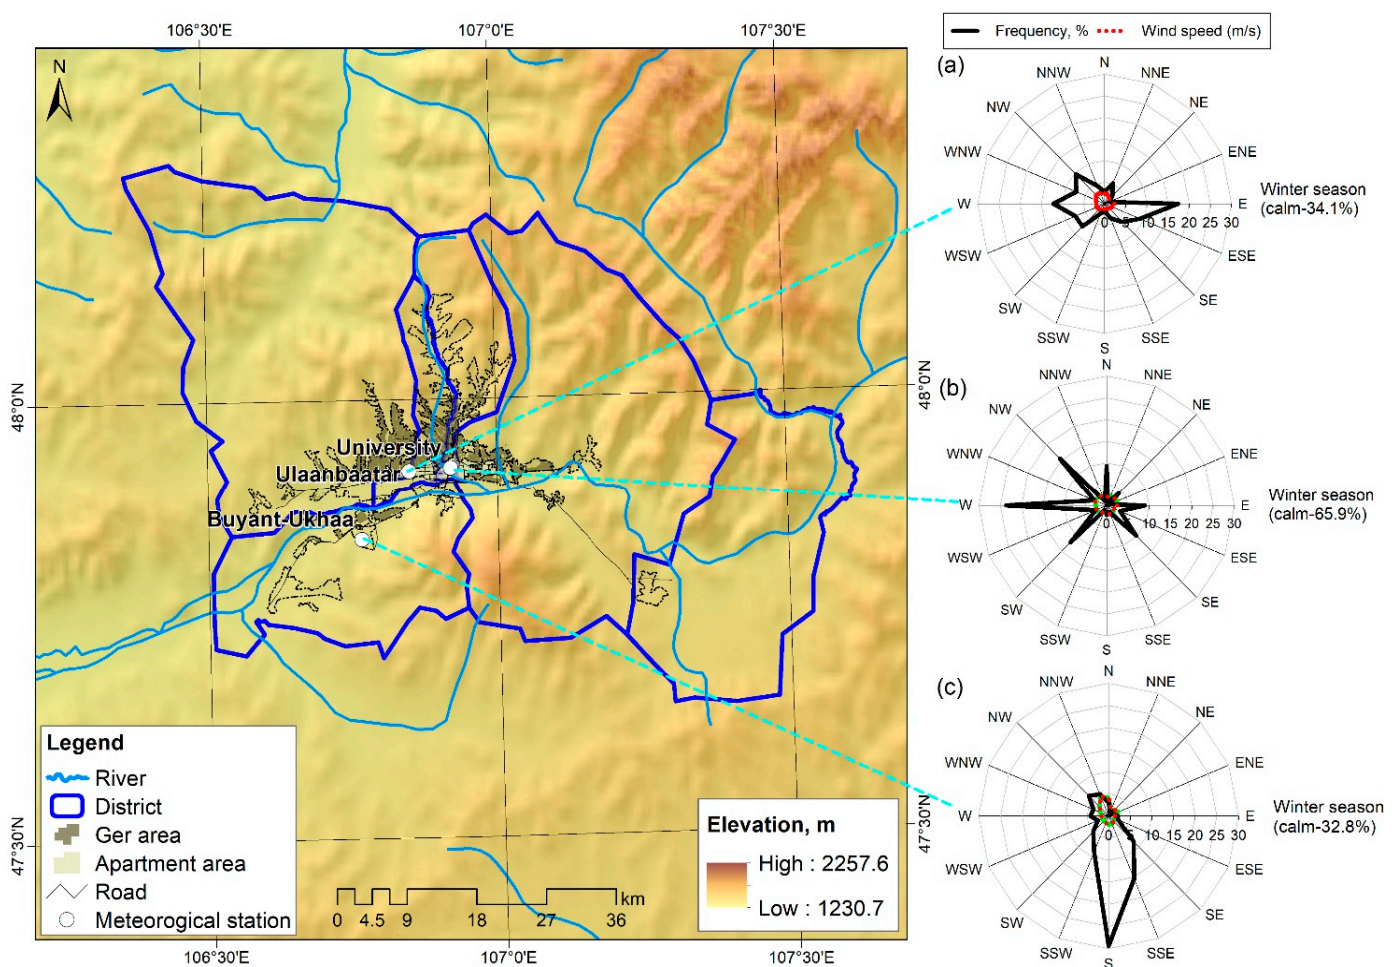 106°30'E 107°0'E 107°30'E
N
48°0'N
48°0'N
47°30'N
47°30'N
University
Ulaanbaatar
Buyant-Ukhaa
Legend
River
District
Ger area
Apartment area
Road
Meteorogical station
0 4.5 9 18 27 36
km
Elevation, m
High : 2257.6
Low : 1230.7
106°30'E 107°0'E 107°30'E
Frequency, % Wind speed (m/s)
(a)
N
NNW NNE
NW NE
WNW ENE
W E
0 5 10 15 20 25 30
WSW ESE
SW SE
SSW SSE
S
Winter season
(calm-34.1%)
(b)
N
NNW NNE
NW NE
WNW ENE
W E
0 5 10 15 20 25 30
WSW ESE
SW SE
SSW SSE
S
Winter season
(calm-65.9%)
(c)
N
NNW NNE
NW NE
WNW ENE
W E
0 10 15 20 25 30
WSW ESE
SW SE
SSW SSE
S
Winter season
(calm-32.8%)